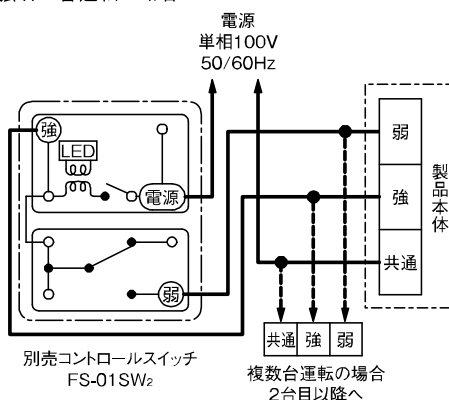 電源
単相100V
50/60Hz
強
LED
電源
弱
弱
強
共通
製品本体
共通 強 弱
別売コントロールスイッチ
FS-01SW₂
複数台運転の場合
2台目以降へ